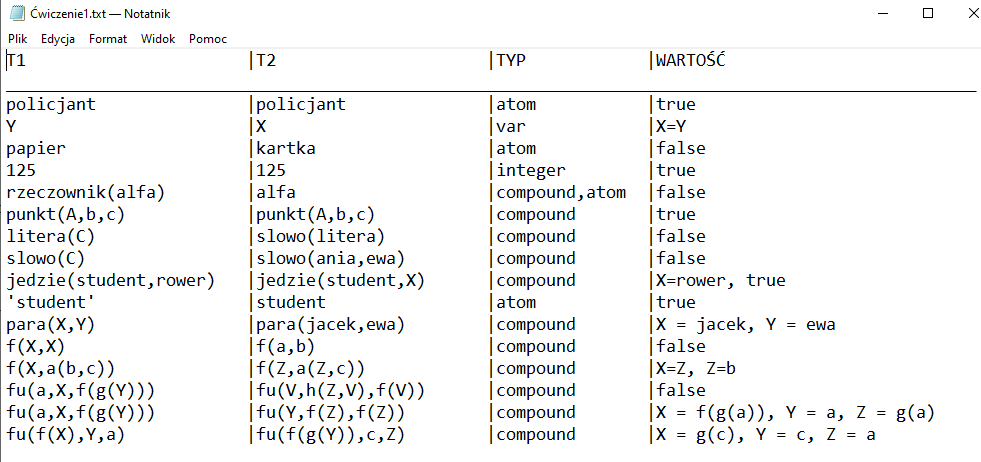 Ćwiczenie1.txt — Notatnik
Plik Edycja Format Widok Pomoc
T1 |T2 |TYP |WARTOŚĆ
policjant |policjant |atom |true
Y |X |var |X=Y
papier |kartka |atom |false
125 |125 |integer |true
rzeczownik(alfa) |alfa |compound,atom |false
punkt(A,b,c) |punkt(A,b,c) |compound |true
litera(C) |slowo(litera) |compound |false
slowo(C) |slowo(ania,ewa) |compound |false
jedzie(student,rower) |jedzie(student,X) |compound |X=rower, true
'student' |student |atom |true
para(X,Y) |para(jacek,ewa) |compound |X = jacek, Y = ewa
f(X,X) |f(a,b) |compound |false
f(X,a(b,c)) |f(Z,a(Z,c)) |compound |X=Z, Z=b
fu(a,X,f(g(Y))) |fu(V,h(Z,V),f(V)) |compound |false
fu(a,X,f(g(Y))) |fu(Y,f(Z),f(Z)) |compound |X = f(g(a)), Y = a, Z = g(a)
fu(f(X),Y,a) |fu(f(g(Y)),c,Z) |compound |X = g(c), Y = c, Z = a